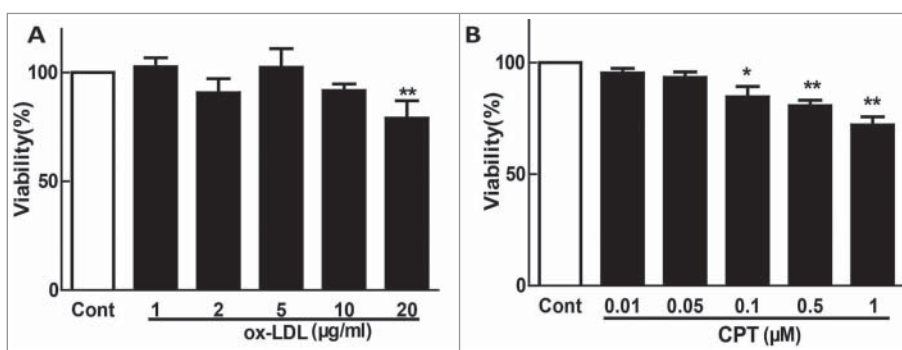 A
Viability(%)
100
50
0
**
Cont 1 2 5 10 20
ox-LDL (µg/ml)
B
Viability(%)
100
50
0
* ** **
Cont 0.01 0.05 0.1 0.5 1
CPT (µM)